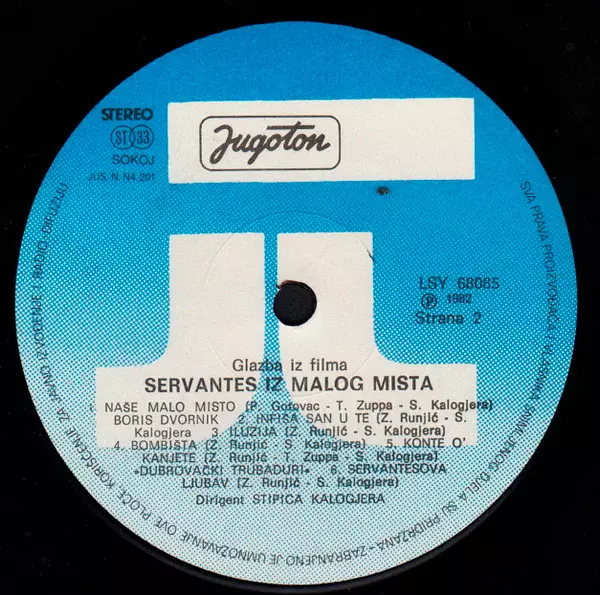 STEREO
ST 33
SOKOJ
JUS. N. N4. 201
Jugoton
LSY 68085
Ⓟ 1982
Strana 2
Glazba iz filma
SERVANTES IZ MALOG MISTA
1. NAŠE MALO MISTO (P. Gotovac - T. Zuppa - S. Kalogjera)
BORIS DVORNIK 2. INFIŠA SAN U TE (Z. Runjić - S.
Kalogjera 3. ILUZIJA (Z. Runjić - S. Kalogjera)
4. BOMBIŠTA (Z. Runjić - S. Kalogjera) 5. KONTE O'
KANJETE (Z. Runjić - T. Zuppa - S. Kalogjera)
»DUBROVAČKI TRUBADURI« 6. SERVANTESOVA
LJUBAV (Z. Runjić - S. Kalogjera)
Dirigent STIPICA KALOGJERA
SVA PRAVA PROIZVOĐAČA I VLASNIKA SNIMLJENOG DJELA SU PRIDRŽANA - ZABRANJENO JE UMNOŽAVANJE OVE PLOČE, KORIŠĆENJE ZA JAVNO IZVOĐENJE I RADIO - DIFUZIJU